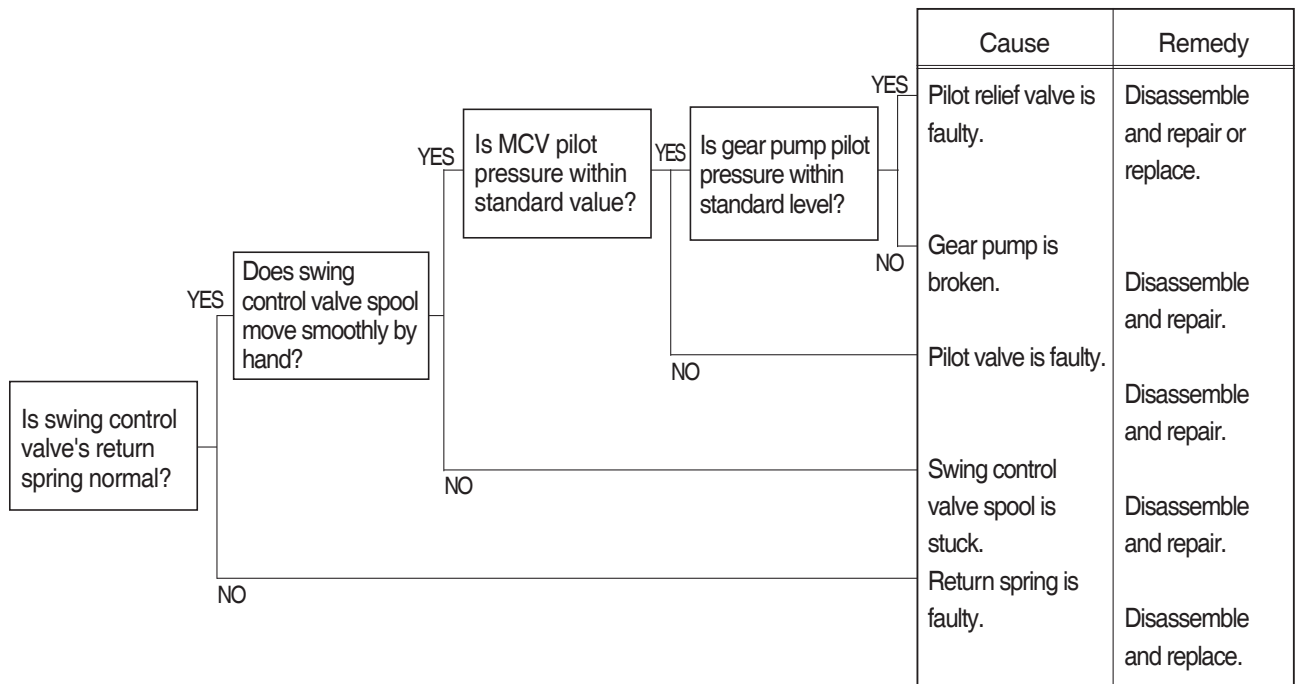 Cause
Remedy
YES
Pilot relief valve is
faulty.
Disassemble
and repair or
replace.
Is MCV pilot
pressure within
standard value?
YES
YES
Is gear pump pilot
pressure within
standard level?
NO
Gear pump is
broken.
Disassemble
and repair.
YES
Does swing
control valve spool
move smoothly by
hand?
NO
Pilot valve is faulty.
Disassemble
and repair.
Is swing control
valve's return
spring normal?
NO
Swing control
valve spool is
stuck.
Disassemble
and repair.
NO
Return spring is
faulty.
Disassemble
and replace.